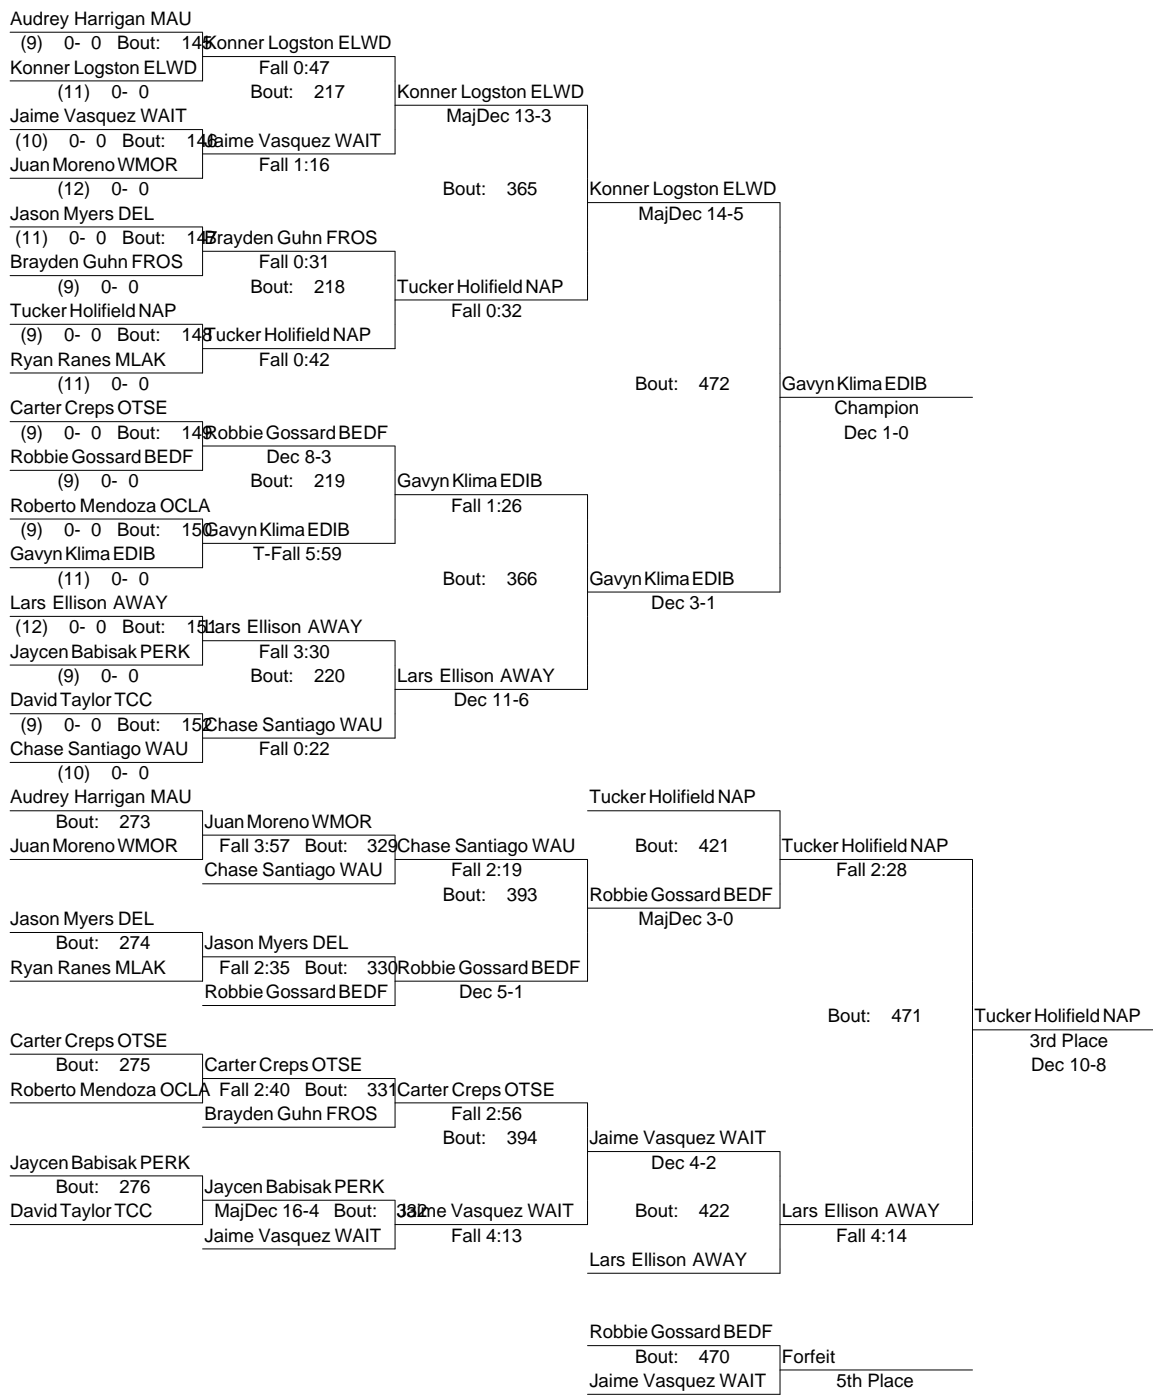 Audrey Harrigan MAU
(9) 0- 0 Bout: 145 Konner Logston ELWD
Konner Logston ELWD Fall 0:47
(11) 0- 0 Bout: 217 Konner Logston ELWD
Jaime Vasquez WAIT MajDec 13-3
(10) 0- 0 Bout: 146 Jaime Vasquez WAIT
Juan Moreno WMOR Fall 1:16
(12) 0- 0 Bout: 365 Konner Logston ELWD
Jason Myers DEL MajDec 14-5
(11) 0- 0 Bout: 147 Brayden Guhn FROS
Brayden Guhn FROS Fall 0:31
(9) 0- 0 Bout: 218 Tucker Holifield NAP
Tucker Holifield NAP Fall 0:32
(9) 0- 0 Bout: 148 Tucker Holifield NAP
Ryan Ranes MLAK Fall 0:42
(11) 0- 0 Bout: 472 Gavyn Klima EDIB
Carter Creps OTSE Champion
(9) 0- 0 Bout: 149 Robbie Gossard BEDF Dec 1-0
Robbie Gossard BEDF Dec 8-3
(9) 0- 0 Bout: 219 Gavyn Klima EDIB
Roberto Mendoza OCLA Fall 1:26
(9) 0- 0 Bout: 150 Gavyn Klima EDIB
Gavyn Klima EDIB T-Fall 5:59
(11) 0- 0 Bout: 366 Gavyn Klima EDIB
Lars Ellison AWAY Dec 3-1
(12) 0- 0 Bout: 151 Lars Ellison AWAY
Jaycen Babisak PERK Fall 3:30
(9) 0- 0 Bout: 220 Lars Ellison AWAY
David Taylor TCC Dec 11-6
(9) 0- 0 Bout: 152 Chase Santiago WAU
Chase Santiago WAU Fall 0:22
(10) 0- 0
Audrey Harrigan MAU Tucker Holifield NAP
Bout: 273 Juan Moreno WMOR
Juan Moreno WMOR Fall 3:57 Bout: 329 Chase Santiago WAU Bout: 421 Tucker Holifield NAP
Chase Santiago WAU Fall 2:19 Fall 2:28
Bout: 393 Robbie Gossard BEDF
Jason Myers DEL MajDec 3-0
Bout: 274 Jason Myers DEL
Ryan Ranes MLAK Fall 2:35 Bout: 330 Robbie Gossard BEDF
Robbie Gossard BEDF Dec 5-1
Bout: 471 Tucker Holifield NAP
Carter Creps OTSE 3rd Place
Bout: 275 Carter Creps OTSE Dec 10-8
Roberto Mendoza OCLA Fall 2:40 Bout: 331 Carter Creps OTSE
Brayden Guhn FROS Fall 2:56
Bout: 394 Jaime Vasquez WAIT
Jaycen Babisak PERK Dec 4-2
Bout: 276 Jaycen Babisak PERK
David Taylor TCC MajDec 16-4 Bout: 332 Jaime Vasquez WAIT Bout: 422 Lars Ellison AWAY
Jaime Vasquez WAIT Fall 4:13 Fall 4:14
Lars Ellison AWAY
Robbie Gossard BEDF
Bout: 470 Forfeit
Jaime Vasquez WAIT 5th Place